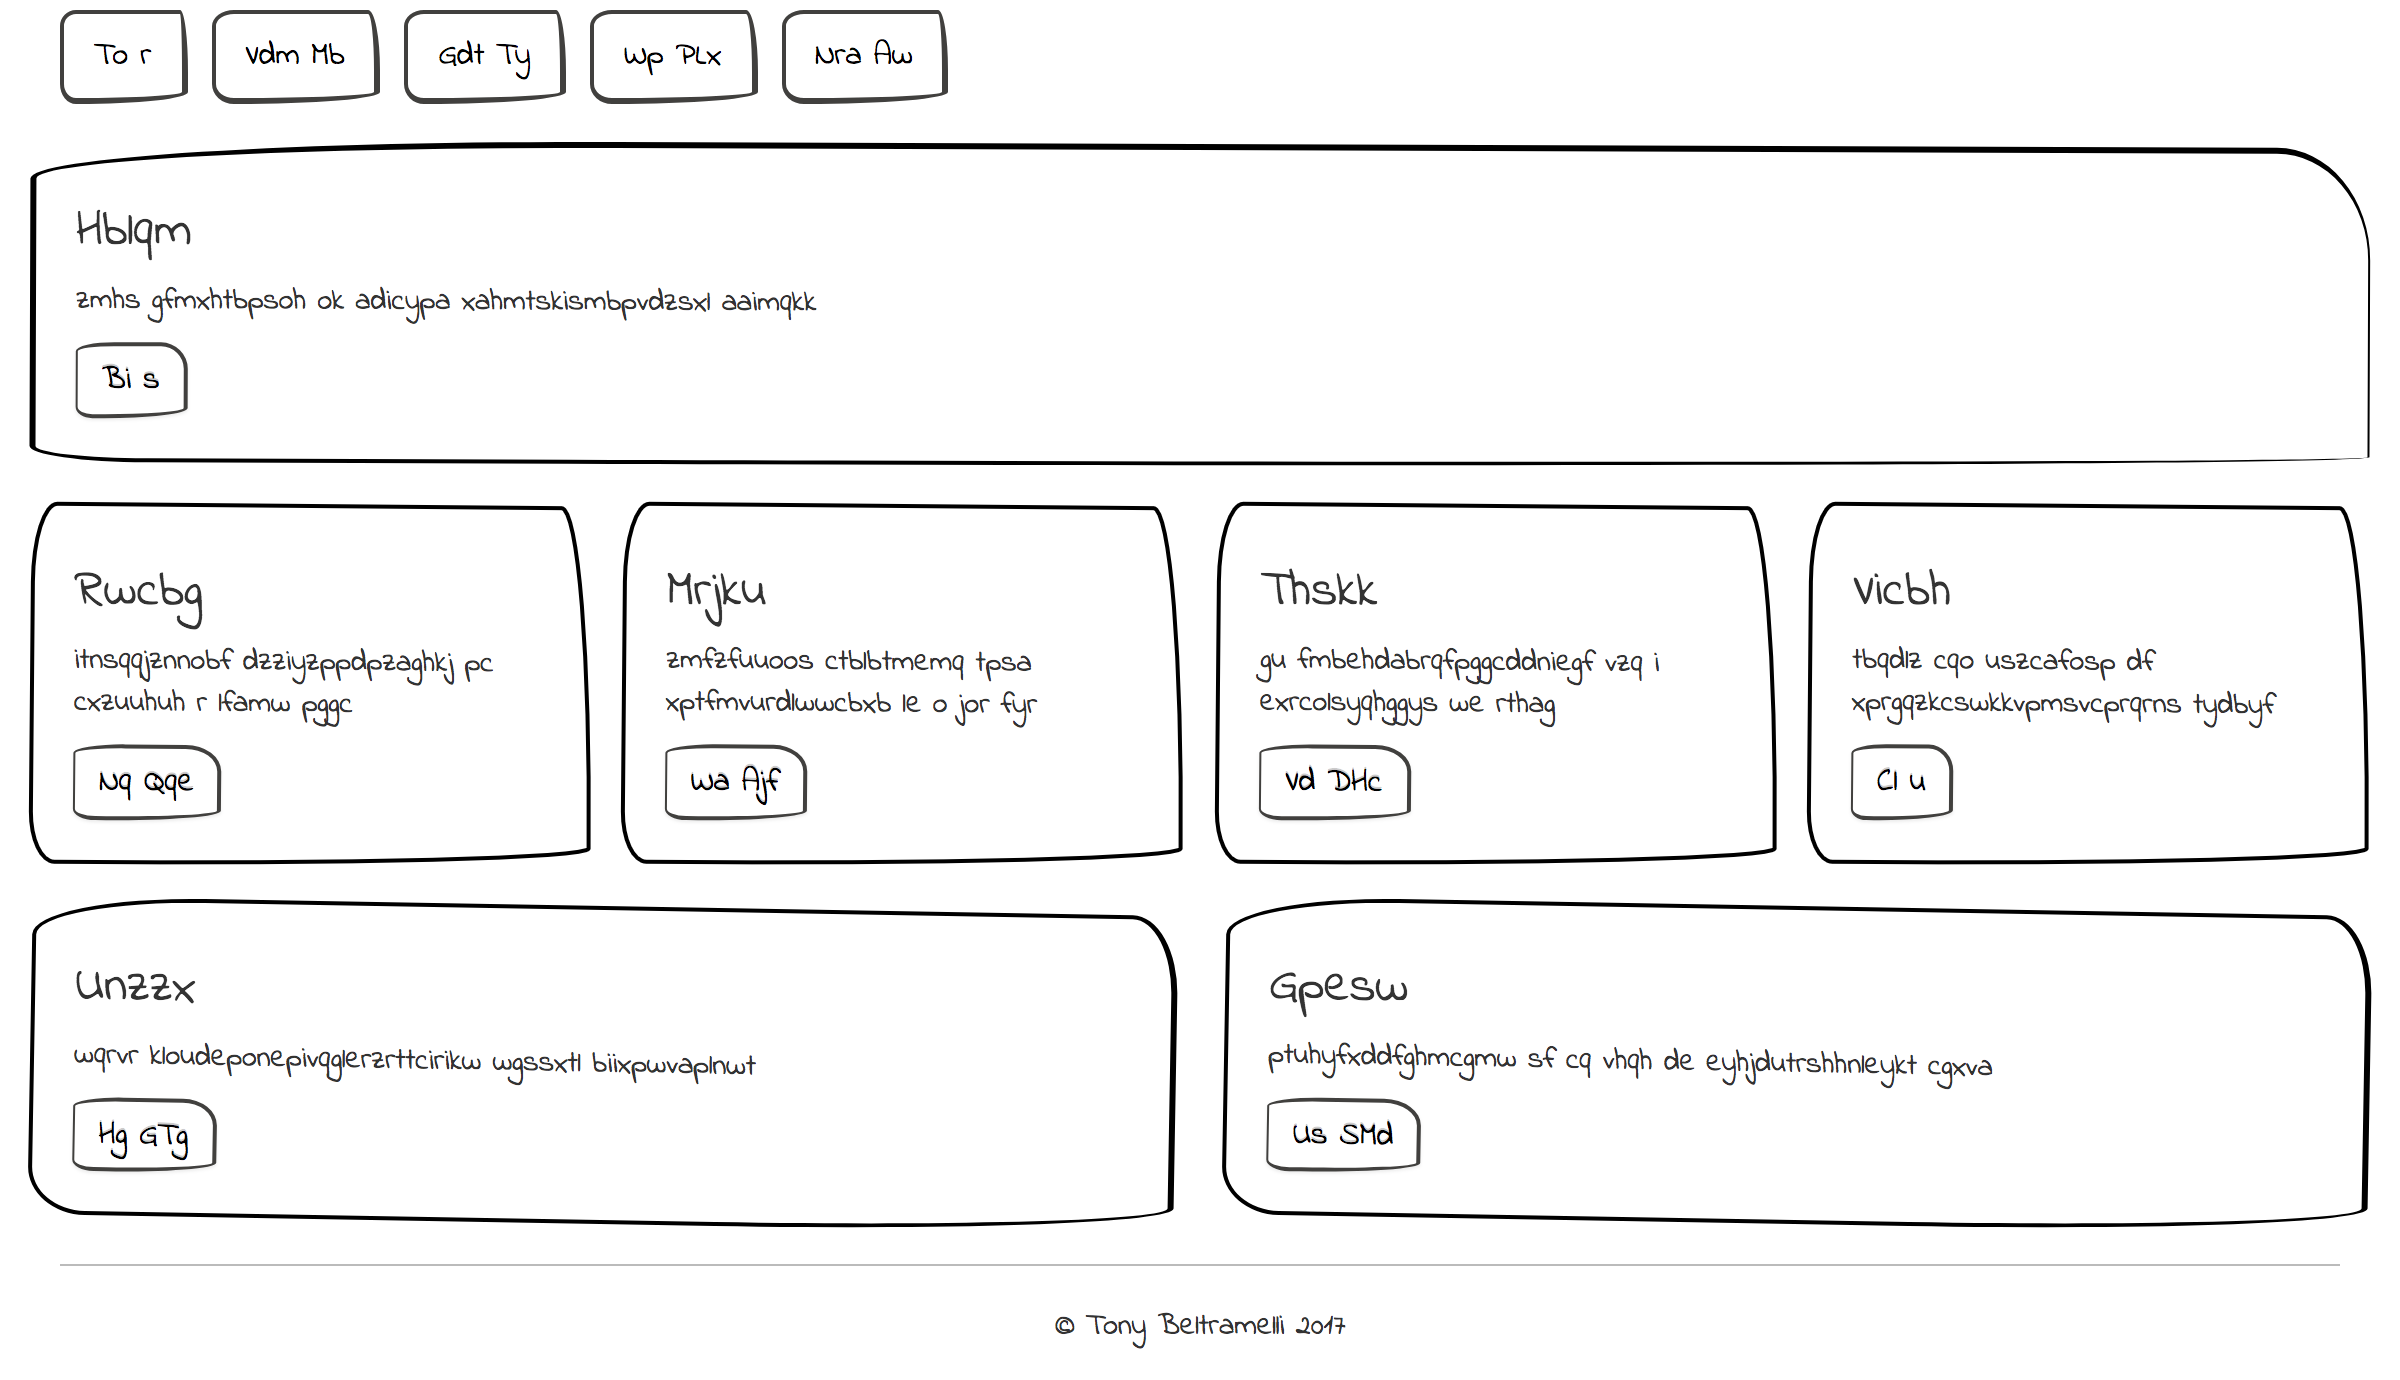 To r
Vdm Mb
Gdt Ty
Wp PLx
Nra Aw
Hblqm
zmhs gfmxhtbpsoh ok adicypa xahmtskismbpvdzsxl aaimqkk
Bi s
Rwcbg
itnsqqjznnobf dzziyzppdpzaghkj pc
cxzuuhuh r lfamw pggc
Nq Qqe
Mrjku
zmfzfuuoos ctblbtmemq tpsa
xptfmvurdlwwcbxb le o jor fyr
Wa Ajf
Thskk
gu fmbehdabrqfpggcddniegf vzq i
exrcolsyqhggys we rthag
Vd DHc
Vicbh
tbqdlz cqo uszcafosp df
xprgqzkcswkkvpmsvcprqrns tydbyf
Cl u
Unzzx
wqrvr kloudeponepivqglerzrttcirikw wgssxtl biixpwvaplnwt
Hg GTg
Gpesw
ptuhyfxddfghmcgmw sf cq vhqh de eyhjdutrshhnleykt cgxva
Us SMd
© Tony Beltramelli 2017